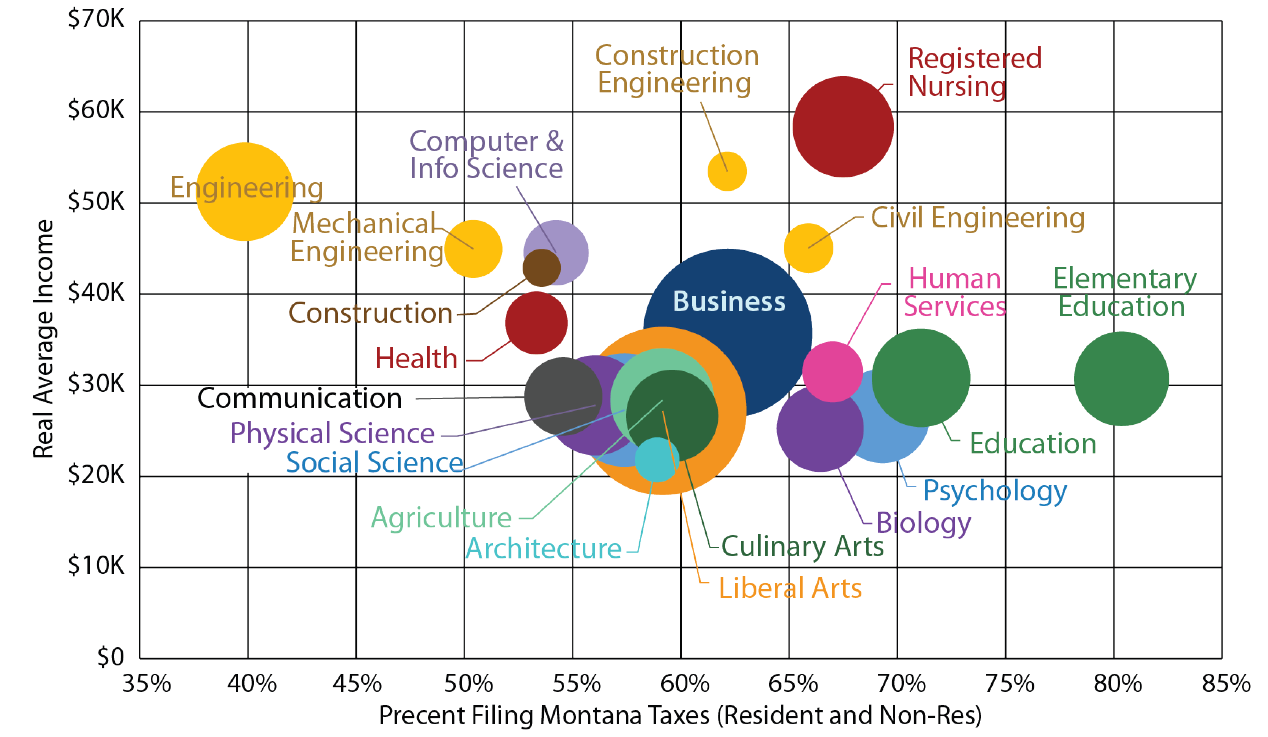 $70K
Construction
Engineering
Registered
Nursing
$60K
Computer &
Info Science
Engineering
$50K
Mechanical
Engineering
Civil Engineering
Real Average Income
$40K
Business
Human
Services
Elementary
Education
Construction
Health
$30K
Communication
Physical Science
Social Science
Education
$20K
Psychology
Agriculture
Biology
Architecture
Culinary Arts
$10K
Liberal Arts
$0
35% 40% 45% 50% 55% 60% 65% 70% 75% 80% 85%
Precent Filing Montana Taxes (Resident and Non-Res)